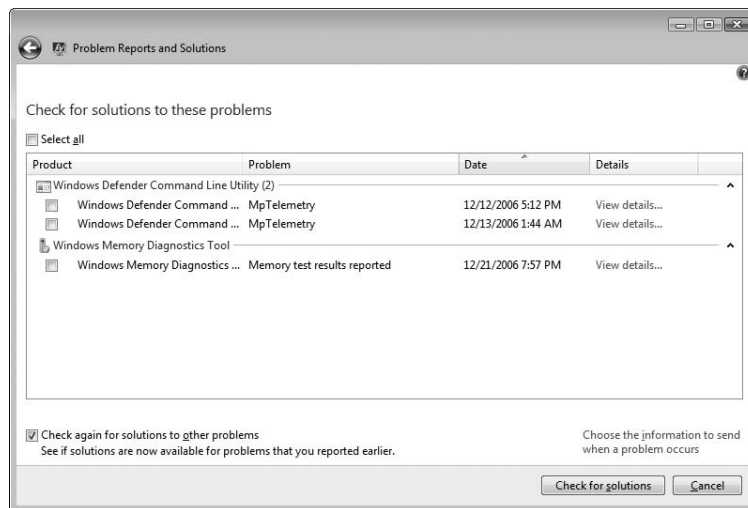 Problem Reports and Solutions
Check for solutions to these problems
Select all
Product Problem Date Details
Windows Defender Command Line Utility (2)
Windows Defender Command ... MpTelemetry 12/12/2006 5:12 PM View details...
Windows Defender Command ... MpTelemetry 12/13/2006 1:44 AM View details...
Windows Memory Diagnostics Tool
Windows Memory Diagnostics ... Memory test results reported 12/21/2006 7:57 PM View details...
Check again for solutions to other problems
See if solutions are now available for problems that you reported earlier.
Choose the information to send
when a problem occurs
Check for solutions Cancel